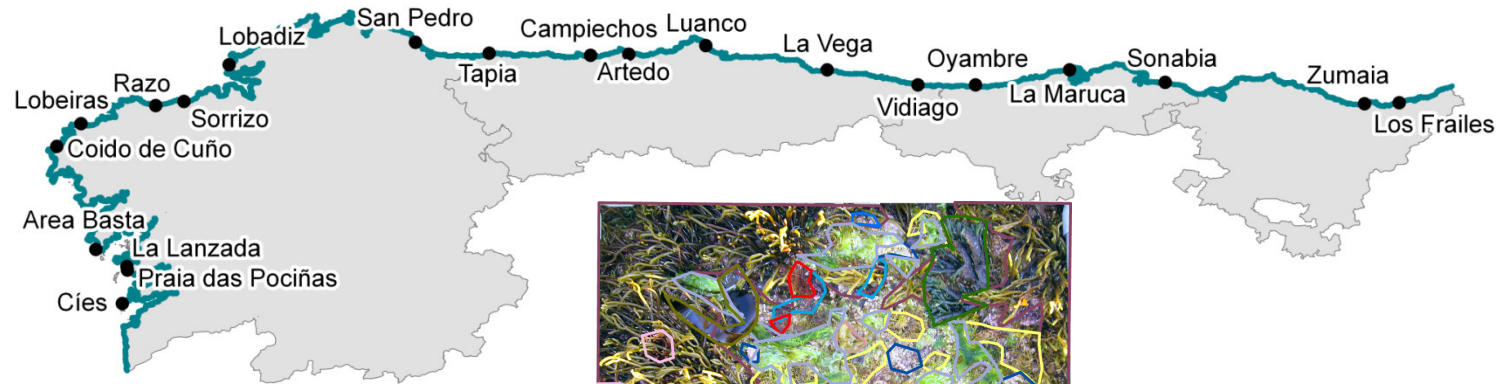 San Pedro
Campiechos
Luanco
Lobadiz
La Vega
Tapia
Artedo
Oyambre
Sonabia
Zumaia
Razo
Lobeiras
Sorrizo
Vidiago
La Maruca
Los Frailes
Coido de Cuño
Area Basta
La Lanzada
Praia das Pociñas
Cíes